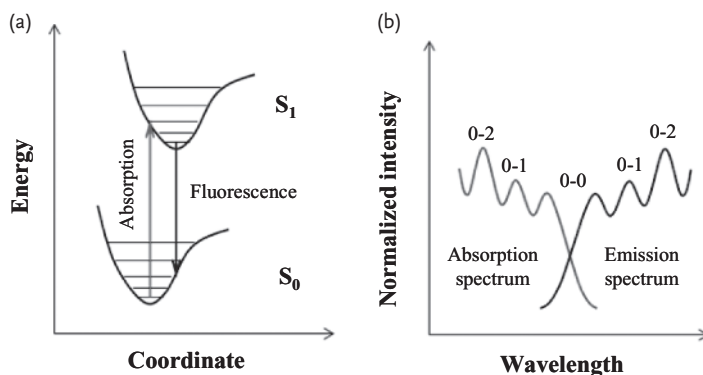 (a)
Energy
Absorption
Fluorescence
S1
S0
Coordinate
(b)
Normalized intensity
0-2
0-1
0-0
0-1
0-2
Absorption
spectrum
Emission
spectrum
Wavelength